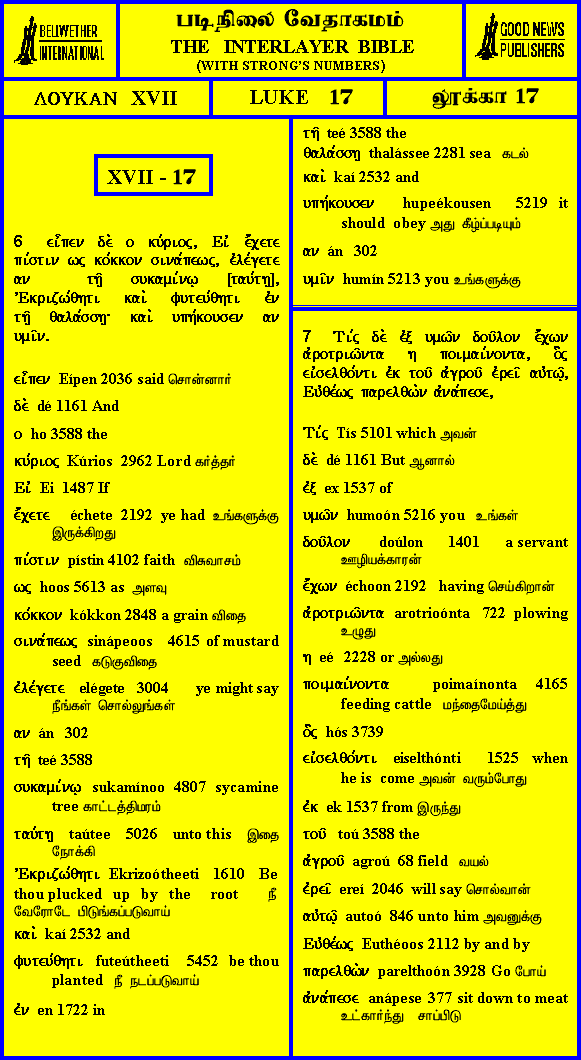 BELIWETHER
INTERNATIONAL
படிநிலை வேதாகமம்
THE INTERLAYER BIBLE
(WITH STRONG'S NUMBERS)
GOOD NEWS
PUBLISHERS
ΛΟΥΚΑΝ XVII
LUKE 17
லூக்கா 17
XVII - 17
6 εἶπεν δὲ ο κύριος, Εἰ ἔχετε
πίστιν ως κόκκον σινάπεως, ἐλέγετε
αν τῇ συκαμίνῳ [ταύτῃ],
Ἐκριζώθητι καὶ φυτεύθητι ἐν
τῇ θαλάσσῃ· καὶ υπήκουσεν αν
υμῖν.
εἶπεν Eípen 2036 said சொன்னார்
δὲ dé 1161 And
ο ho 3588 the
κύριος Kúrios 2962 Lord கர்த்தர்
Εἰ Ei 1487 If
ἔχετε échete 2192 ye had உங்களுக்கு
இருக்கிறது
πίστιν pístin 4102 faith விசுவாசம்
ως hoos 5613 as அளவு
κόκκον kókkon 2848 a grain விதை
σινάπεως sinápeoos 4615 of mustard
seed கடுகுவிதை
ἐλέγετε elégete 3004 ye might say
நீங்கள் சொல்லுங்கள்
αν án 302
τῇ teé 3588
συκαμίνῳ sukamínoo 4807 sycamine
tree காட்டத்திமரம்
ταύτῃ taútee 5026 unto this இதை
நோக்கி
Ἐκριζώθητι Ekrizoótheeti 1610 Be
thou plucked up by the root நீ
வேரோடே பிடுங்கப்படுவாய்
καὶ kaí 2532 and
φυτεύθητι futeútheeti 5452 be thou
planted நீ நடப்படுவாய்
ἐν en 1722 in
τῇ teé 3588 the
θαλάσσῃ thalássee 2281 sea கடல்
καὶ kaí 2532 and
υπήκουσεν hupeékousen 5219 it
should obey அது கீழ்ப்படியும்
αν án 302
υμῖν humín 5213 you உங்களுக்கு
7 Τίς δὲ ἐξ υμῶν δοῦλον ἔχων
ἀροτριῶντα η ποιμαίνοντα, ὃς
εἰσελθόντι ἐκ τοῦ ἀγροῦ ἐρεῖ αὐτῷ,
Εὐθέως παρελθὼν ἀνάπεσε,
Τίς Tís 5101 which அவன்
δὲ dé 1161 But ஆனால்
ἐξ ex 1537 of
υμῶν humoón 5216 you உங்கள்
δοῦλον doúlon 1401 a servant
ஊழியக்காரன்
ἔχων échoon 2192 having செய்கிறான்
ἀροτριῶντα arotrioónta 722 plowing
உழுது
η eé 2228 or அல்லது
ποιμαίνοντα poimaínonta 4165
feeding cattle மந்தைமேய்த்து
ὃς hós 3739
εἰσελθόντι eiselthónti 1525 when
he is come அவன் வரும்போது
ἐκ ek 1537 from இருந்து
τοῦ toú 3588 the
ἀγροῦ agroú 68 field வயல்
ἐρεῖ ereí 2046 will say சொல்வான்
αὐτῷ autoó 846 unto him அவனுக்கு
Εὐθέως Euthéoos 2112 by and by
παρελθὼν parelthoón 3928 Go போய்
ἀνάπεσε anápese 377 sit down to meat
உட்கார்ந்து சாப்பிடு